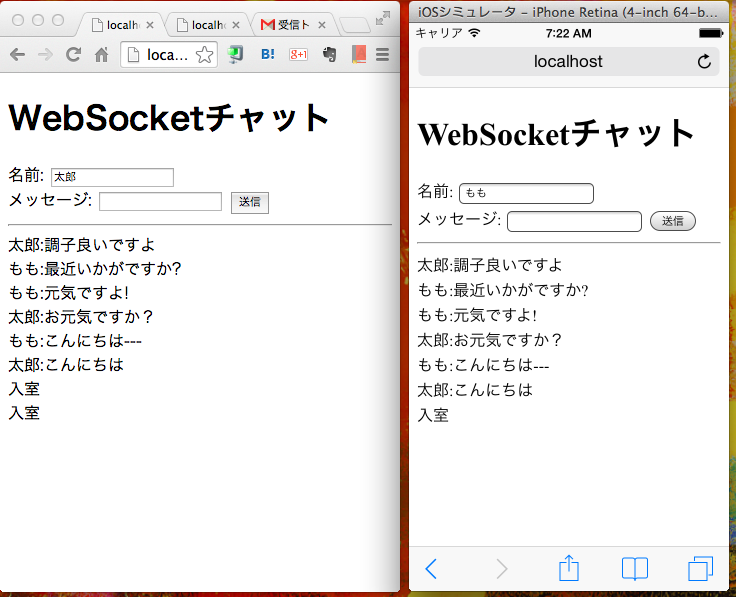 localh
localh
受信ト
loca...
B!
g+1
WebSocketチャット
名前: 太郎
メッセージ:
送信
太郎:調子良いですよ
もも:最近いかがですか?
もも:元気ですよ!
太郎:お元気ですか？
もも:こんにちは---
太郎:こんにちは
入室
入室
iOSシミュレータ – iPhone Retina (4-inch 64-b...
キャリア 7:22 AM
localhost
WebSocketチャット
名前: もも
メッセージ:
送信
太郎:調子良いですよ
もも:最近いかがですか?
もも:元気ですよ!
太郎:お元気ですか？
もも:こんにちは---
太郎:こんにちは
入室